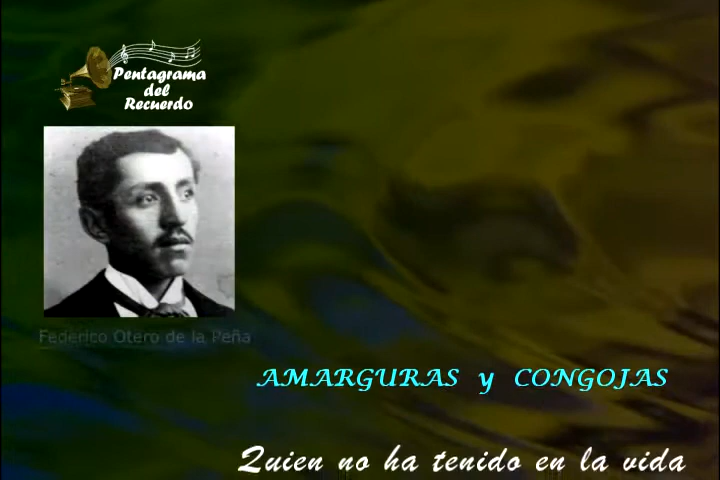 Pentagrama
del
Recuerdo
Federico Otero de la Peña
AMARGURAS y CONGOJAS
Quien no ha tenido en la vida